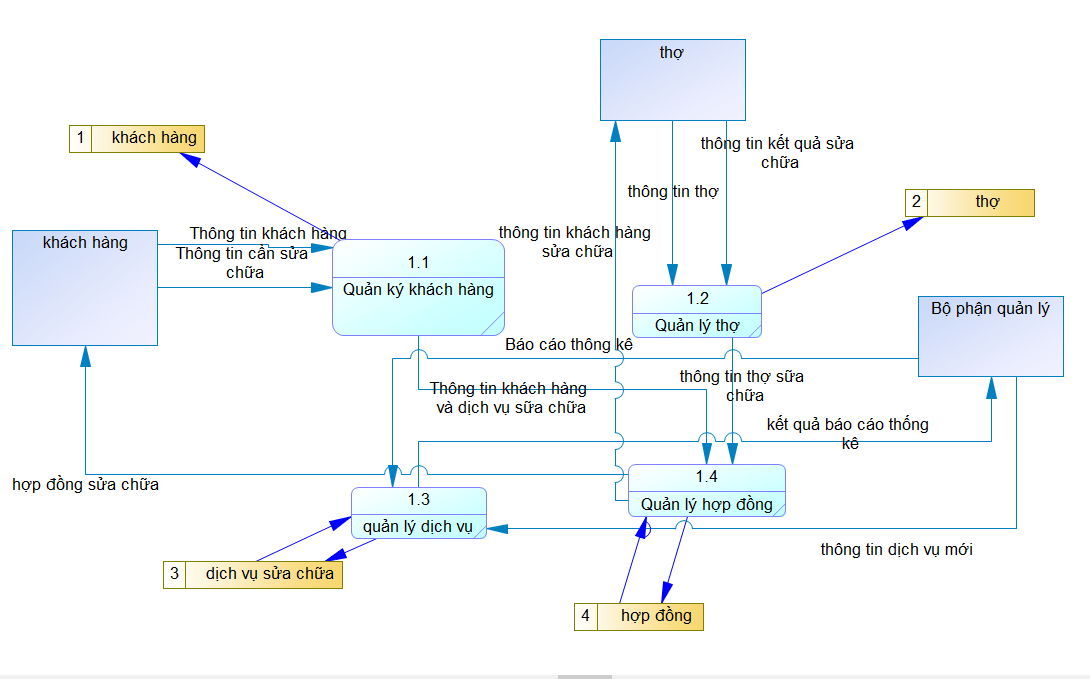 thợ
thông tin kết quả sửa
chữa
1 khách hàng
thông tin thợ
2 thợ
khách hàng
Thông tin khách hàng
Thông tin cần sửa
chữa
thông tin khách hàng
sửa chữa
1.1
Quản ký khách hàng
1.2
Quản lý thợ
Bộ phận quản lý
Báo cáo thông kê
thông tin thợ sữa
chữa
Thông tin khách hàng
và dịch vụ sữa chữa
kết quả báo cáo thống
kê
hợp đồng sửa chữa
1.4
Quản lý hợp đồng
1.3
quản lý dịch vụ
thông tin dịch vụ mới
3 dịch vụ sửa chữa
4 hợp đồng